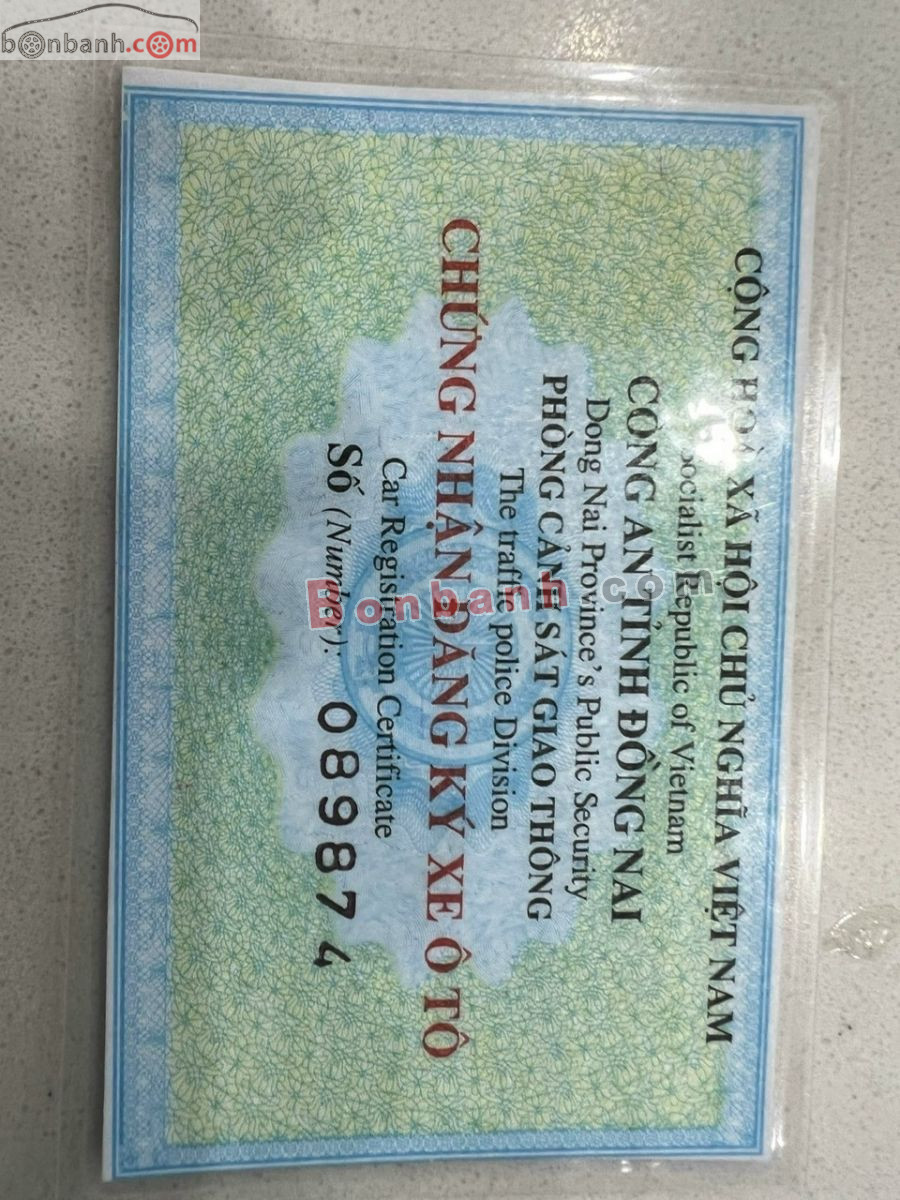 bonbanh.com
CỘNG HOÀ XÃ HỘI CHỦ NGHĨA VIỆT NAM
Socialist Republic of Vietnam
CÔNG AN TỈNH ĐỒNG NAI
Dong Nai Province's Public Security
PHÒNG CẢNH SÁT GIAO THÔNG
The traffic police Division
CHỨNG NHẬN ĐĂNG KÝ XE Ô TÔ
Car Registration Certificate
Số (Number): 089874
Bonbanh.com